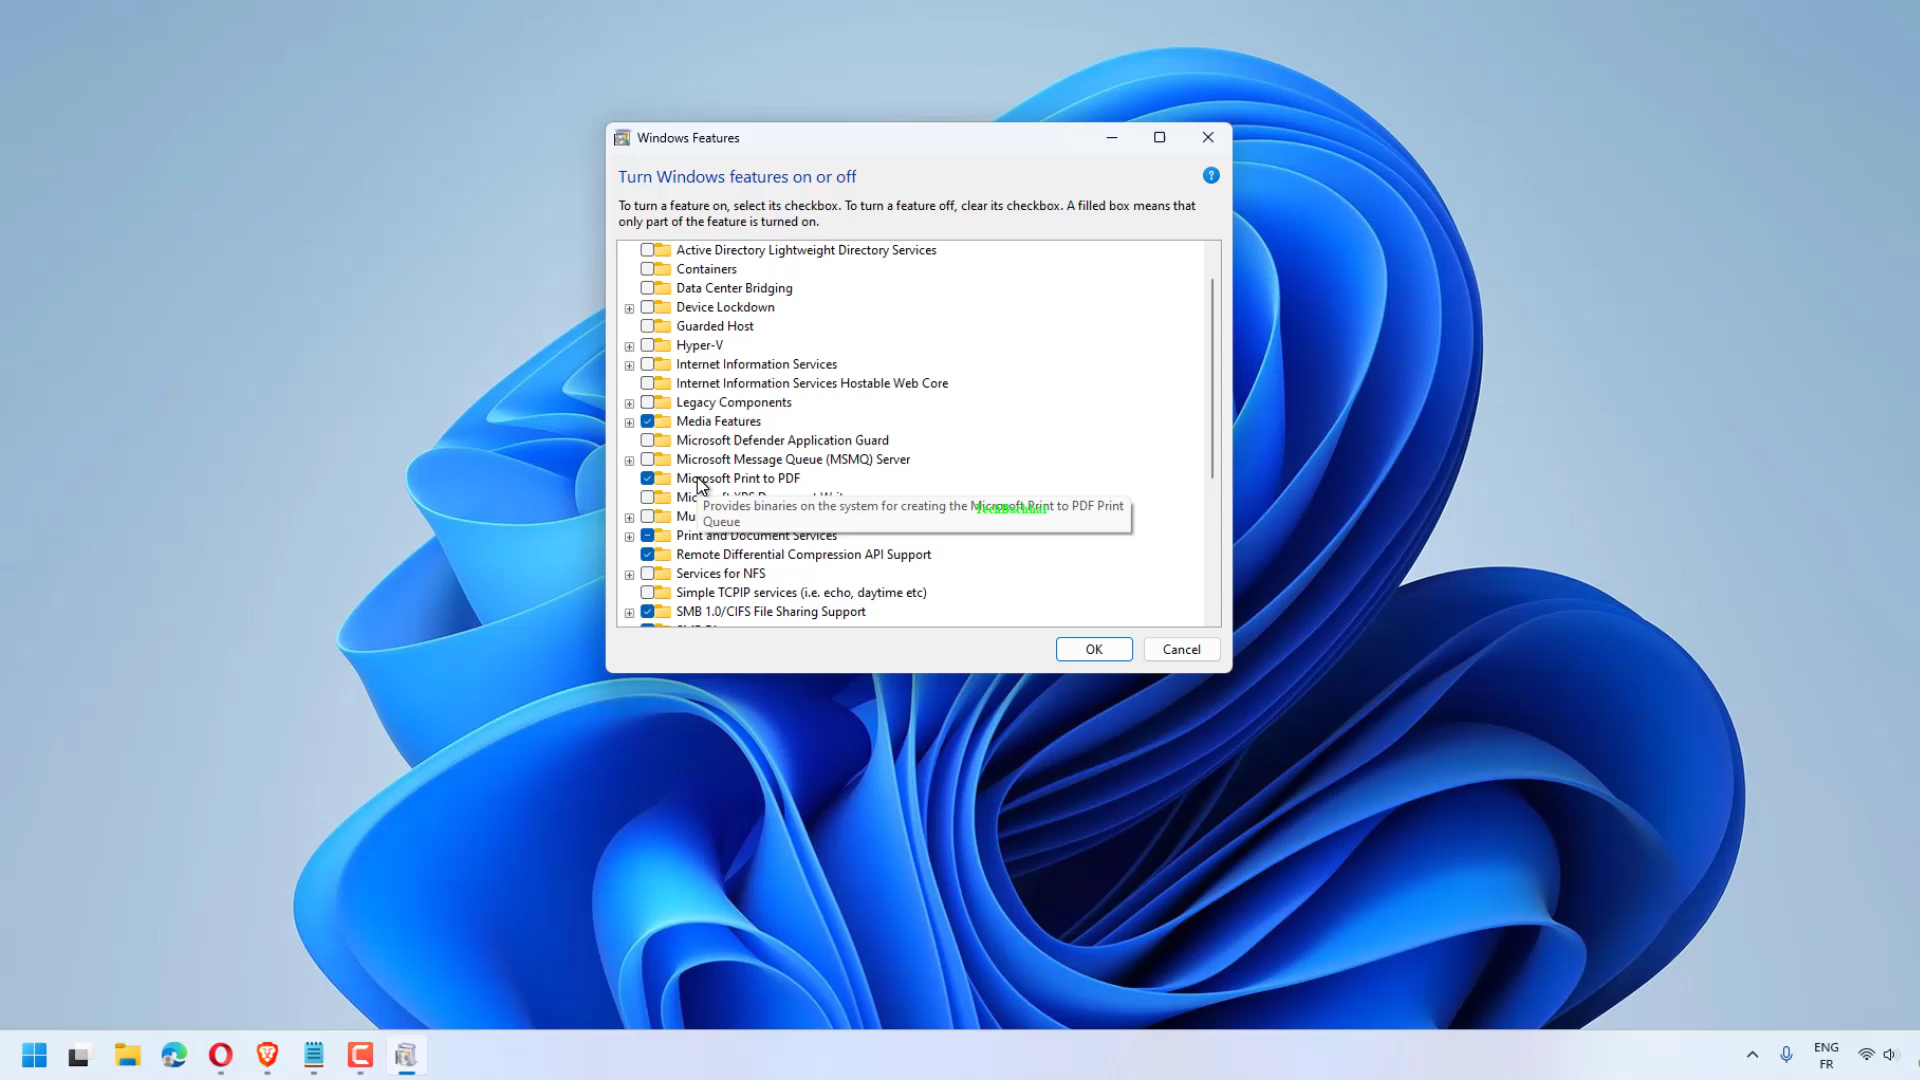 Windows Features
Turn Windows features on or off
?
To turn a feature on, select its checkbox. To turn a feature off, clear its checkbox. A filled box means that
only part of the feature is turned on.
Active Directory Lightweight Directory Services
Containers
Data Center Bridging
Device Lockdown
Guarded Host
Hyper-V
Internet Information Services
Internet Information Services Hostable Web Core
Legacy Components
Media Features
Microsoft Defender Application Guard
Microsoft Message Queue (MSMQ) Server
Microsoft Print to PDF
Provides binaries on the system for creating the Microsoft Print to PDF Print
Queue
Print and Document Services
Remote Differential Compression API Support
Services for NFS
Simple TCPIP services (i.e. echo, daytime etc)
SMB 1.0/CIFS File Sharing Support
OK
Cancel
ENG
FR